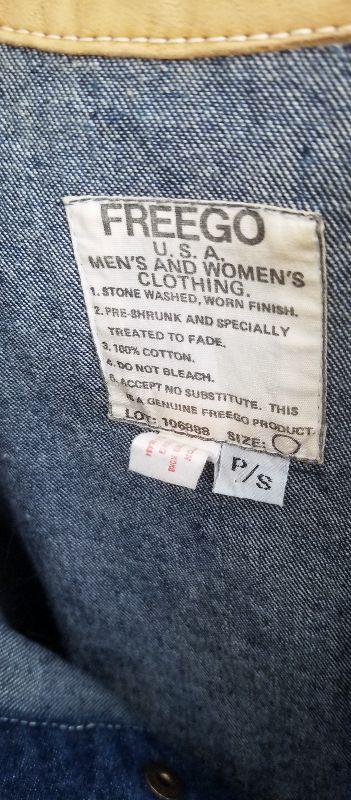 FREEGO
U.S.A.
MEN'S AND WOMEN'S
CLOTHING.
1. STONE WASHED, WORN FINISH.
2. PRE-SHRUNK AND SPECIALLY
TREATED TO FADE.
3. 100% COTTON.
4. DO NOT BLEACH.
5. ACCEPT NO SUBSTITUTE. THIS
IS A GENUINE FREEGO PRODUCT
LOT: 106888 SIZE:
P/S